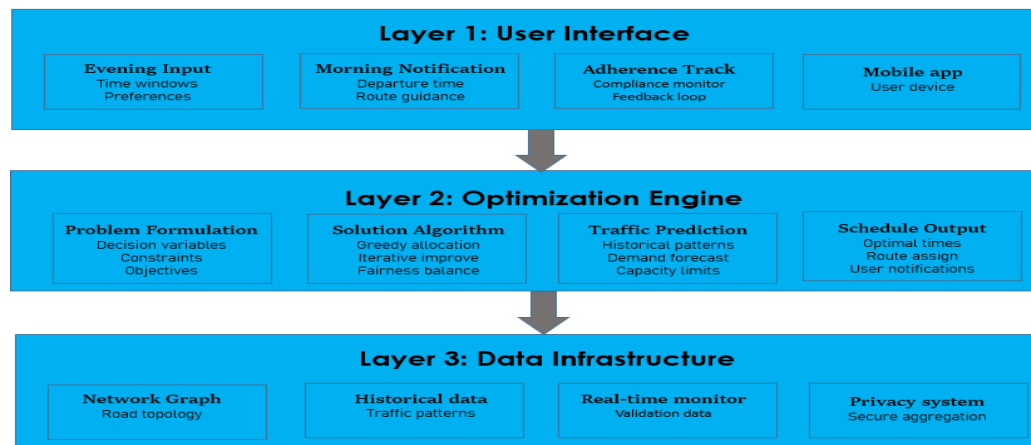 Layer 1: User Interface
Evening Input
Time windows
Preferences
Morning Notification
Departure time
Route guidance
Adherence Track
Compliance monitor
Feedback loop
Mobile app
User device
Layer 2: Optimization Engine
Problem Formulation
Decision variables
Constraints
Objectives
Solution Algorithm
Greedy allocation
Iterative improve
Fairness balance
Traffic Prediction
Historical patterns
Demand forecast
Capacity limits
Schedule Output
Optimal times
Route assign
User notifications
Layer 3: Data Infrastructure
Network Graph
Road topology
Historical data
Traffic patterns
Real-time monitor
Validation data
Privacy system
Secure aggregation